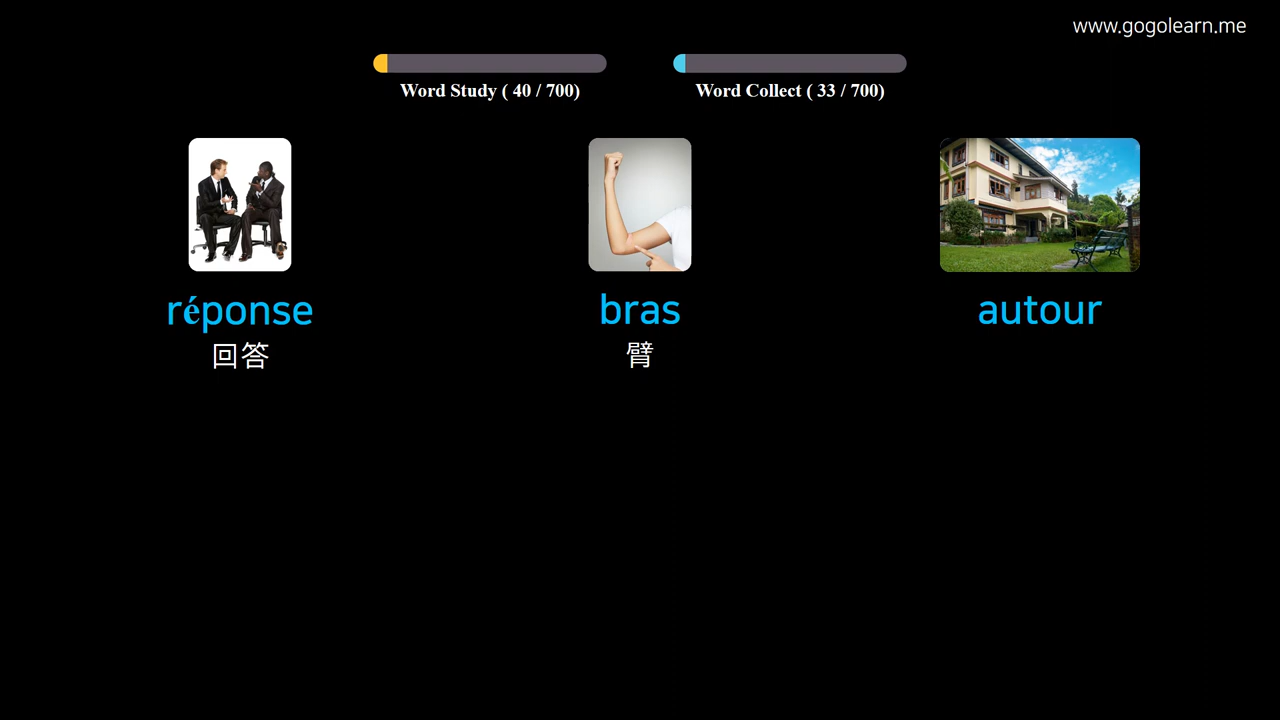 www.gogolearn.me
Word Study ( 40 / 700)
Word Collect ( 33 / 700)
réponse
回答
bras
臂
autour